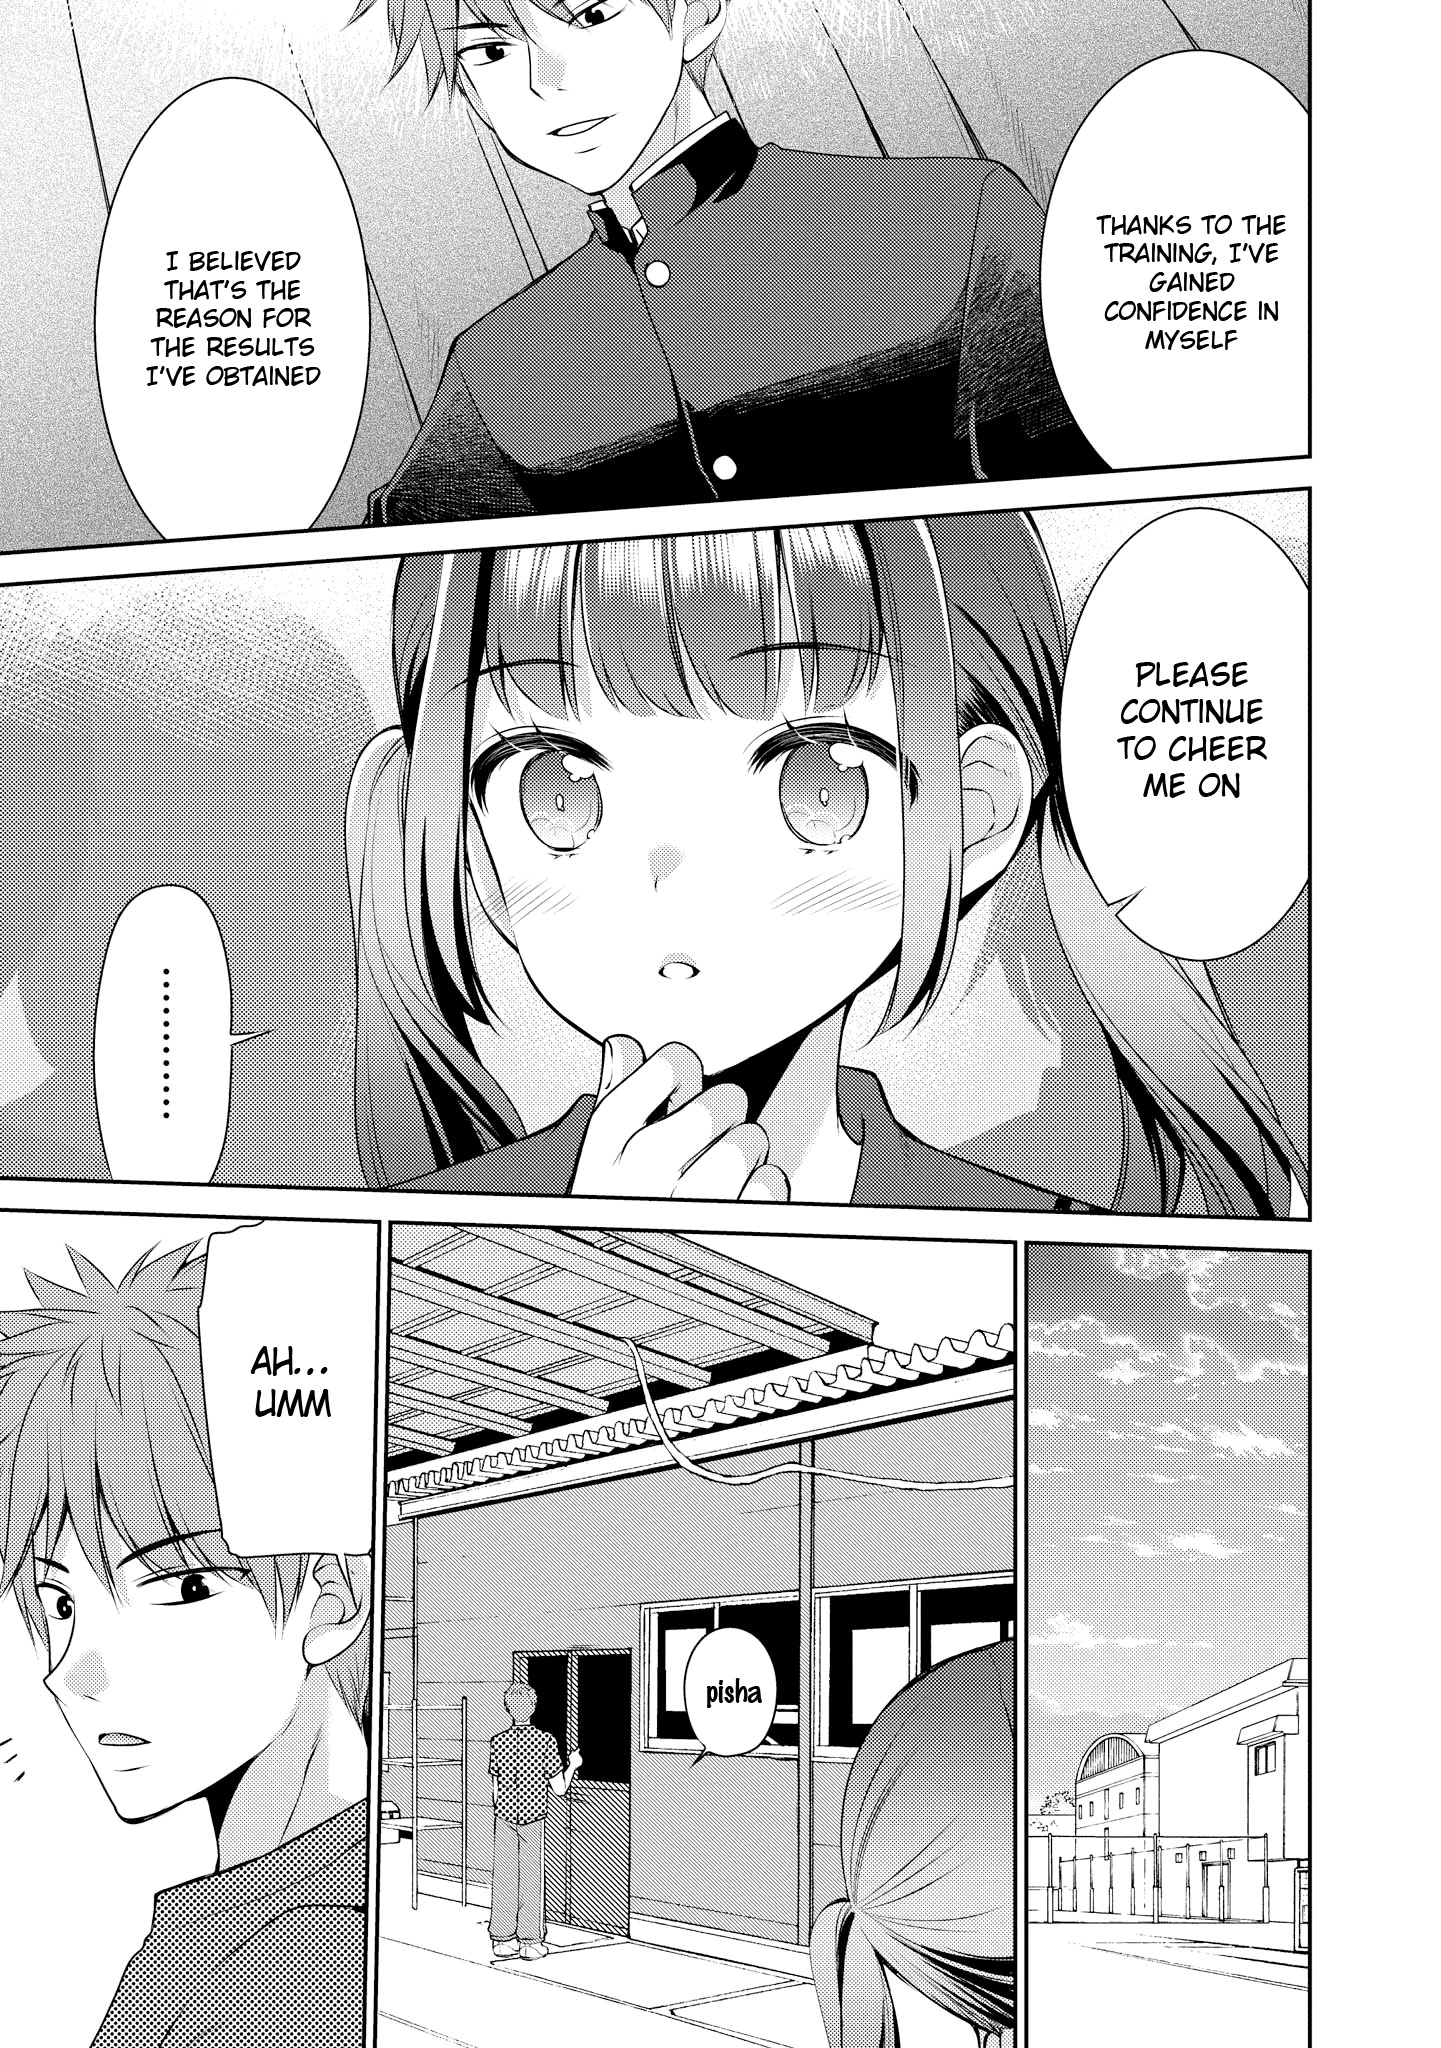 THANKS TO THE
TRAINING, I'VE
GAINED
CONFIDENCE IN
MYSELF
I BELIEVED
THAT'S THE
REASON FOR
THE RESULTS
I'VE OBTAINED
PLEASE
CONTINUE
TO CHEER
ME ON
...........
pisha
AH...
UMM